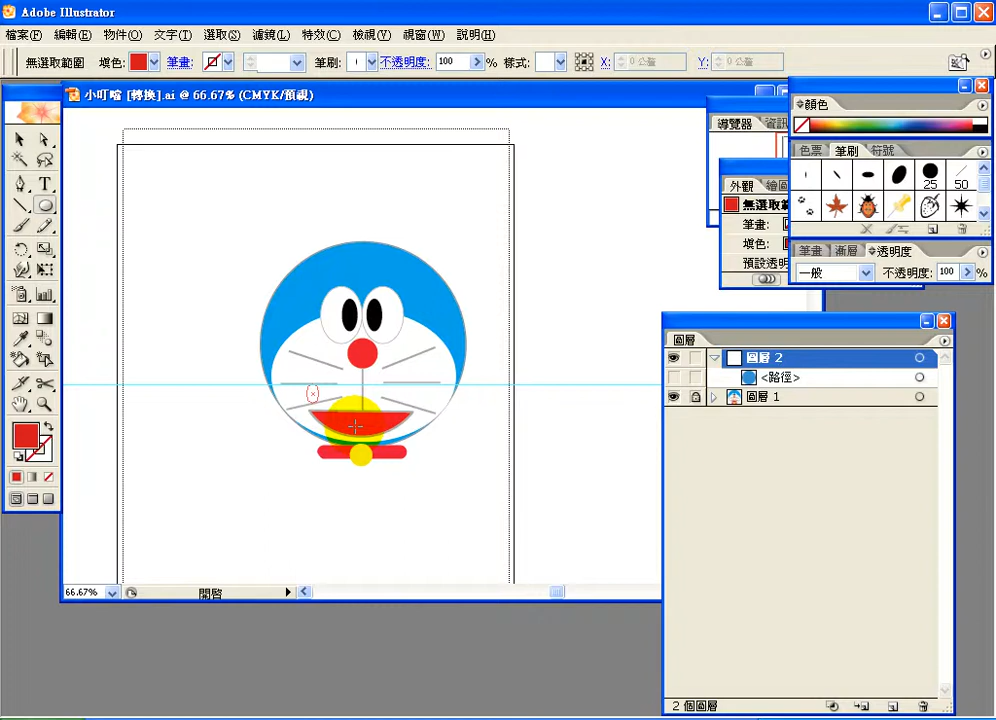 Adobe Illustrator
檔案(F) 編輯(E) 物件(O) 文字(T) 選取(S) 濾鏡(L) 特效(C) 檢視(V) 視窗(W) 說明(H)
無選取範圍 填色: 筆畫: 筆刷: 不透明度: 100 % 樣式: X: 0 公釐 Y: 0 公釐
小叮噹 [轉換].ai @ 66.67% (CMYK/預視)
顏色
導覽器 資訊
色票 筆刷 符號
25 50
外觀 繪圖
無選取範
筆畫:
填色:
預設透明
筆畫 漸層 透明度
一般 不透明度: 100 %
圖層
圖層 2
<路徑>
圖層 1
66.67% 開啓
2 個圖層